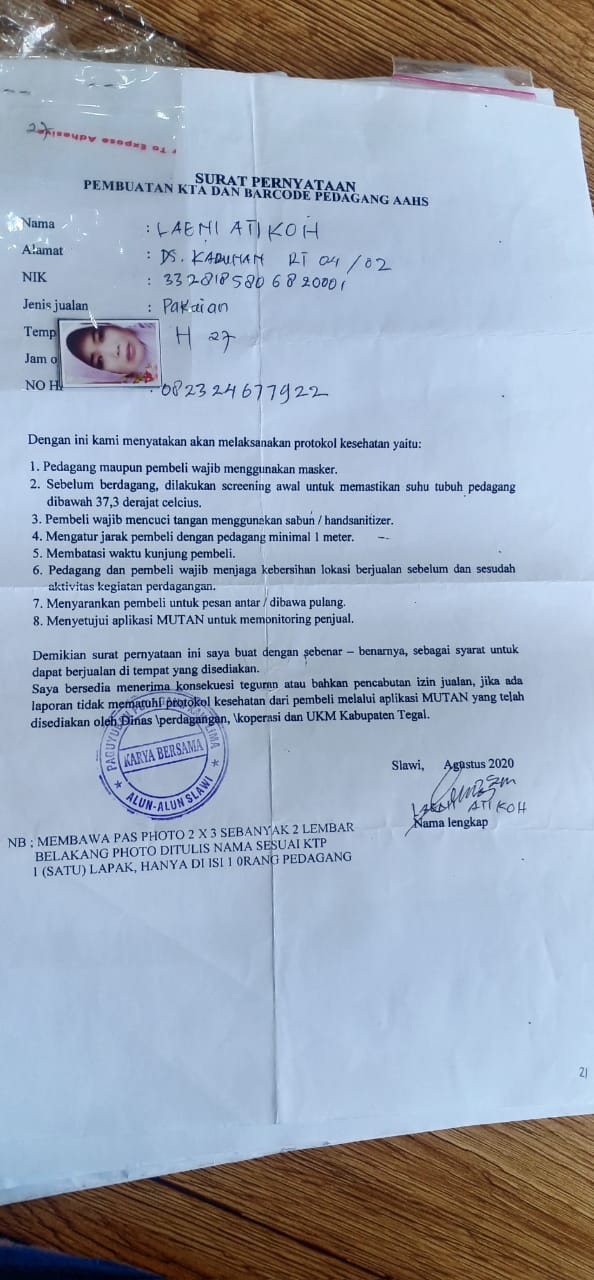 27
To Expose Adhesive
SURAT PERNYATAAN
PEMBUATAN KTA DAN BARCODE PEDAGANG AAHS
Nama : LAENI ATIKOH
Alamat : DS. KABUNAN RT 04/02
NIK : 3328185806820001
Jenis jualan : Pakaian
Temp H 27
Jam o
NO H : 082324677922
Dengan ini kami menyatakan akan melaksanakan protokol kesehatan yaitu:
1. Pedagang maupun pembeli wajib menggunakan masker.
2. Sebelum berdagang, dilakukan screening awal untuk memastikan suhu tubuh pedagang
dibawah 37,3 derajat celcius.
3. Pembeli wajib mencuci tangan menggunakan sabun / handsanitizer.
4. Mengatur jarak pembeli dengan pedagang minimal 1 meter.
5. Membatasi waktu kunjung pembeli.
6. Pedagang dan pembeli wajib menjaga kebersihan lokasi berjualan sebelum dan sesudah
aktivitas kegiatan perdagangan.
7. Menyarankan pembeli untuk pesan antar / dibawa pulang.
8. Menyetujui aplikasi MUTAN untuk memonitoring penjual.
Demikian surat pernyataan ini saya buat dengan sebenar – benarnya, sebagai syarat untuk
dapat berjualan di tempat yang disediakan.
Saya bersedia menerima konsekuesi teguran atau bahkan pencabutan izin jualan, jika ada
laporan tidak mematuhi protokol kesehatan dari pembeli melalui aplikasi MUTAN yang telah
disediakan oleh Dinas \perdagangan, \koperasi dan UKM Kabupaten Tegal.
KARYA BERSAMA
ALUN-ALUN SLAWI
Slawi, Agustus 2020
LAENI ATIKOH
Nama lengkap
NB : MEMBAWA PAS PHOTO 2 X 3 SEBANYAK 2 LEMBAR
BELAKANG PHOTO DITULIS NAMA SESUAI KTP
1 (SATU) LAPAK, HANYA DI ISI 1 0RANG PEDAGANG
21